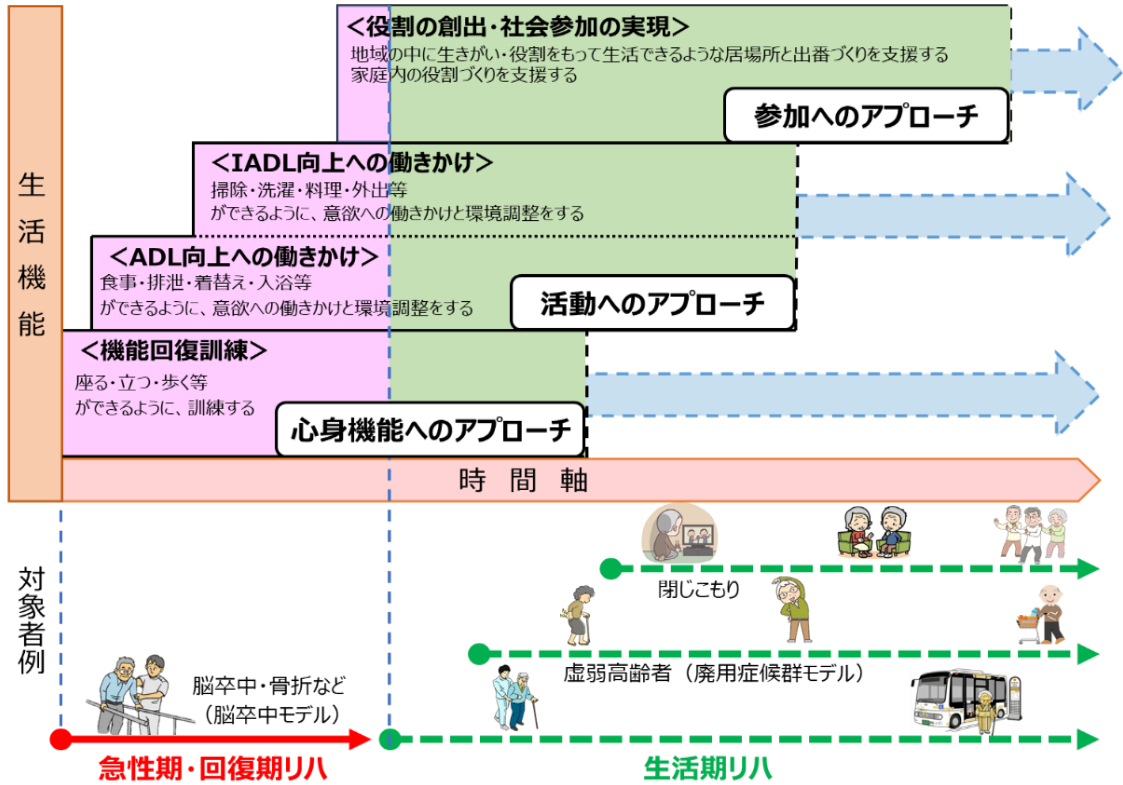 生活機能
<役割の創出・社会参加の実現>
地域の中に生きがい・役割をもって生活できるような居場所と出番づくりを支援する
家庭内の役割づくりを支援する
参加へのアプローチ
<IADL向上への働きかけ>
掃除・洗濯・料理・外出等
ができるように、意欲への働きかけと環境調整をする
<ADL向上への働きかけ>
食事・排泄・着替え・入浴等
ができるように、意欲への働きかけと環境調整をする
活動へのアプローチ
<機能回復訓練>
座る・立つ・歩く等
ができるように、訓練する
心身機能へのアプローチ
時間軸
対象者例
閉じこもり
虚弱高齢者（廃用症候群モデル）
脳卒中・骨折など
（脳卒中モデル）
急性期・回復期リハ
生活期リハ